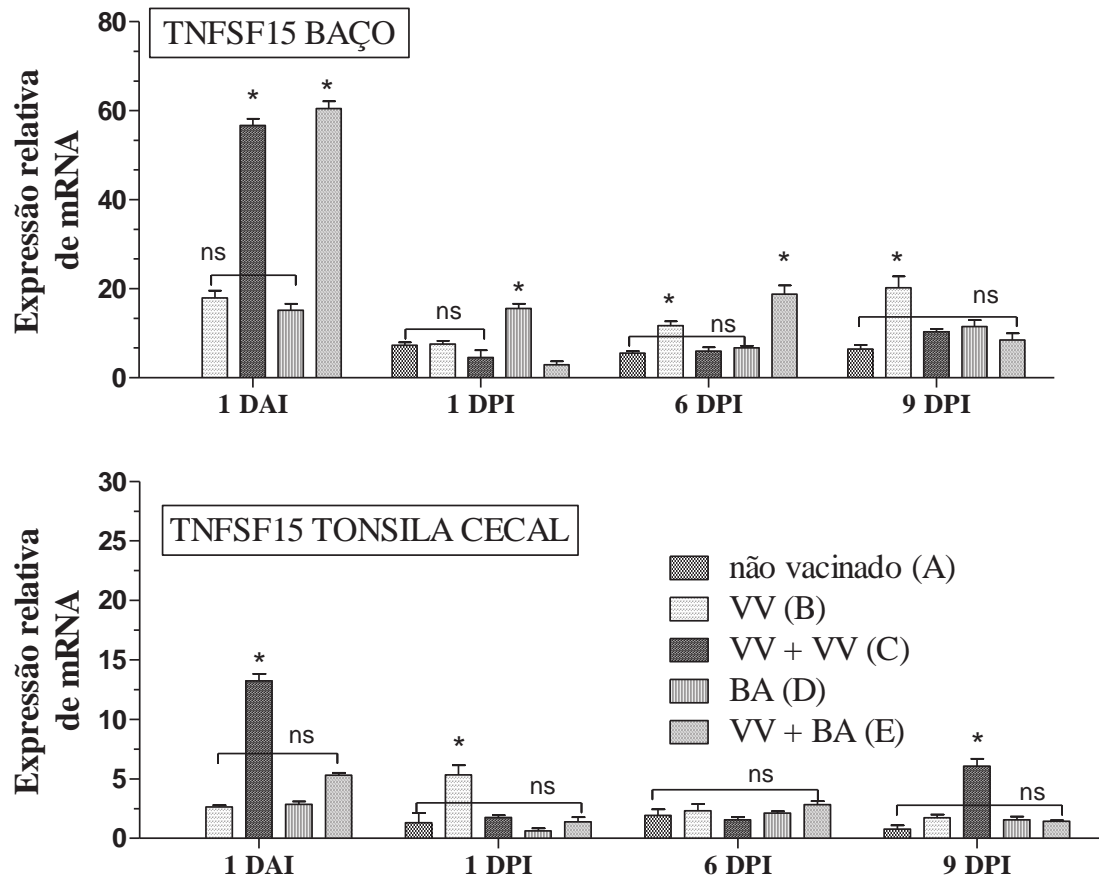 TNFSF15 BAÇO
Expressão relativa
de mRNA
80
60
40
20
0
ns
*
*
ns
*
*
ns
*
*
ns
1 DAI
1 DPI
6 DPI
9 DPI
TNFSF15 TONSILA CECAL
Expressão relativa
de mRNA
30
25
20
15
10
5
0
não vacinado (A)
VV (B)
VV + VV (C)
BA (D)
VV + BA (E)
*
ns
*
ns
ns
*
ns
1 DAI
1 DPI
6 DPI
9 DPI